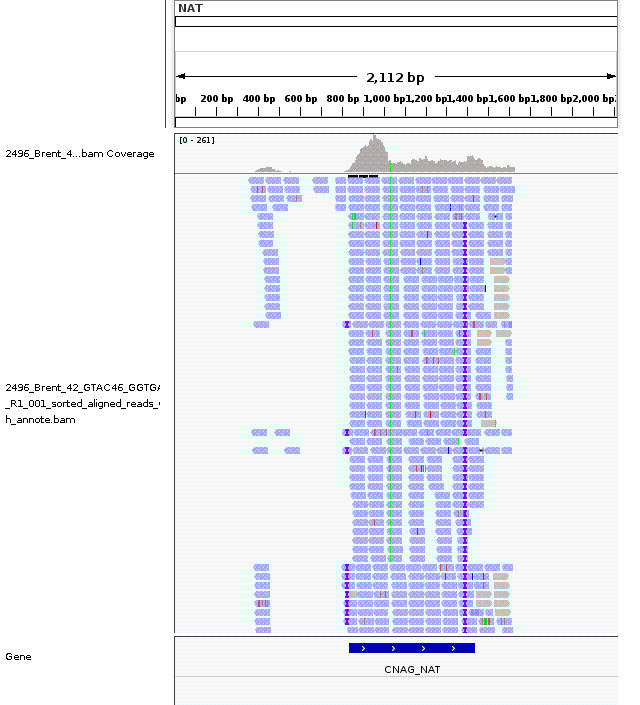 NAT
2,112 bp
bp 200 bp 400 bp 600 bp 800 bp 1,000 bp 1,200 bp 1,400 bp 1,600 bp 1,800 bp 2,000 bp
[0 - 261]
2496_Brent_4...bam Coverage
2496_Brent_42_GTAC46_GGTGA
_R1_001_sorted_aligned_reads_
h_annote.bam
Gene
CNAG_NAT